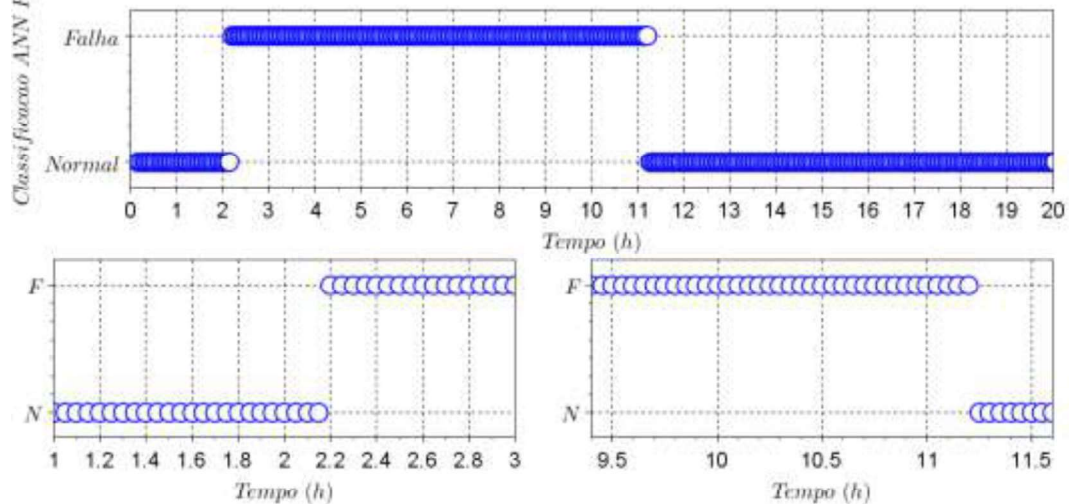 Classificacao ANN
Falha
Normal
0 1 2 3 4 5 6 7 8 9 10 11 12 13 14 15 16 17 18 19 20
Tempo (h)
F
N
1 1.2 1.4 1.6 1.8 2 2.2 2.4 2.6 2.8 3
Tempo (h)
F
N
9.5 10 10.5 11 11.5
Tempo (h)